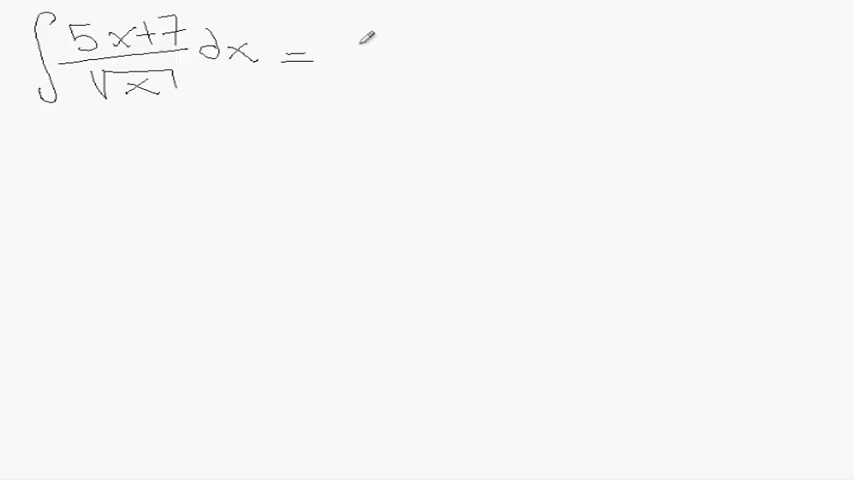 ∫ (5x+7)/√x dx =